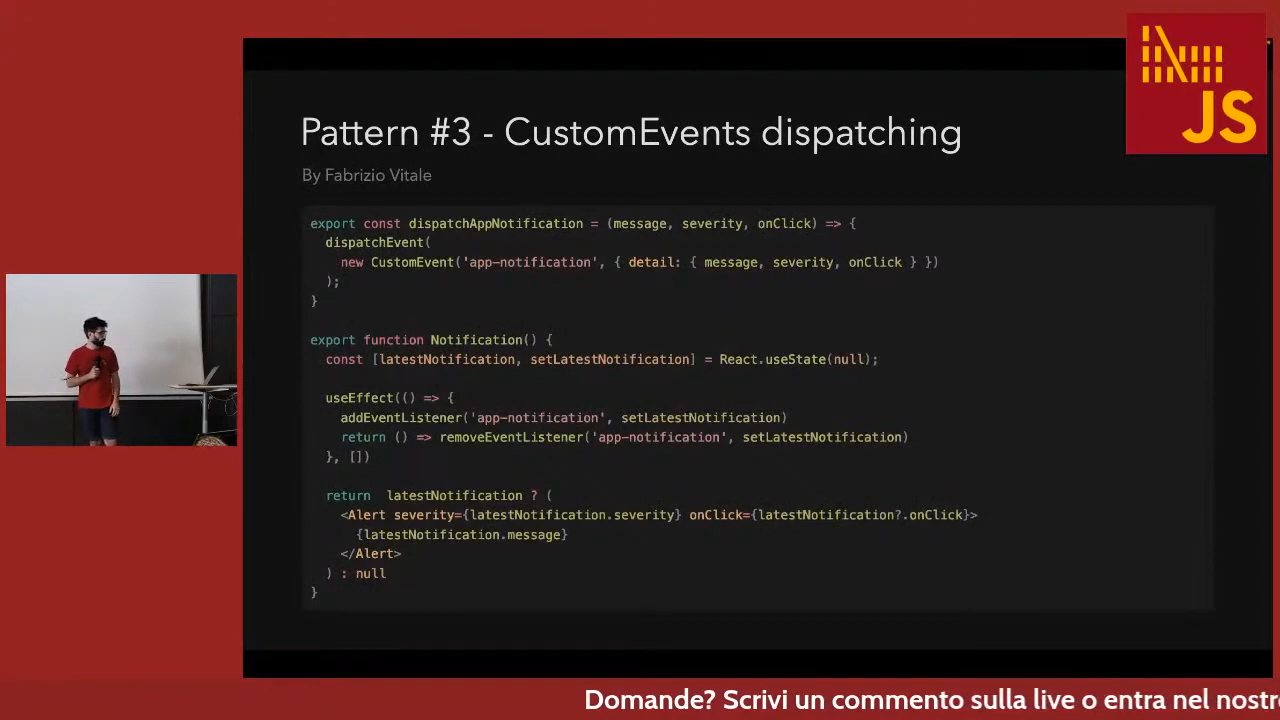 JS
Pattern #3 - CustomEvents dispatching
By Fabrizio Vitale
export const dispatchAppNotification = (message, severity, onClick) => {
  dispatchEvent(
    new CustomEvent('app-notification', { detail: { message, severity, onClick } })
  );
}
export function Notification() {
  const [latestNotification, setLatestNotification] = React.useState(null);
  useEffect(() => {
    addEventListener('app-notification', setLatestNotification)
    return () => removeEventListener('app-notification', setLatestNotification)
  }, [])
  return  latestNotification ? (
    <Alert severity={latestNotification.severity} onClick={latestNotification?.onClick}>
      {latestNotification.message}
    </Alert>
  ) : null
}
Domande? Scrivi un commento sulla live o entra nel nostr